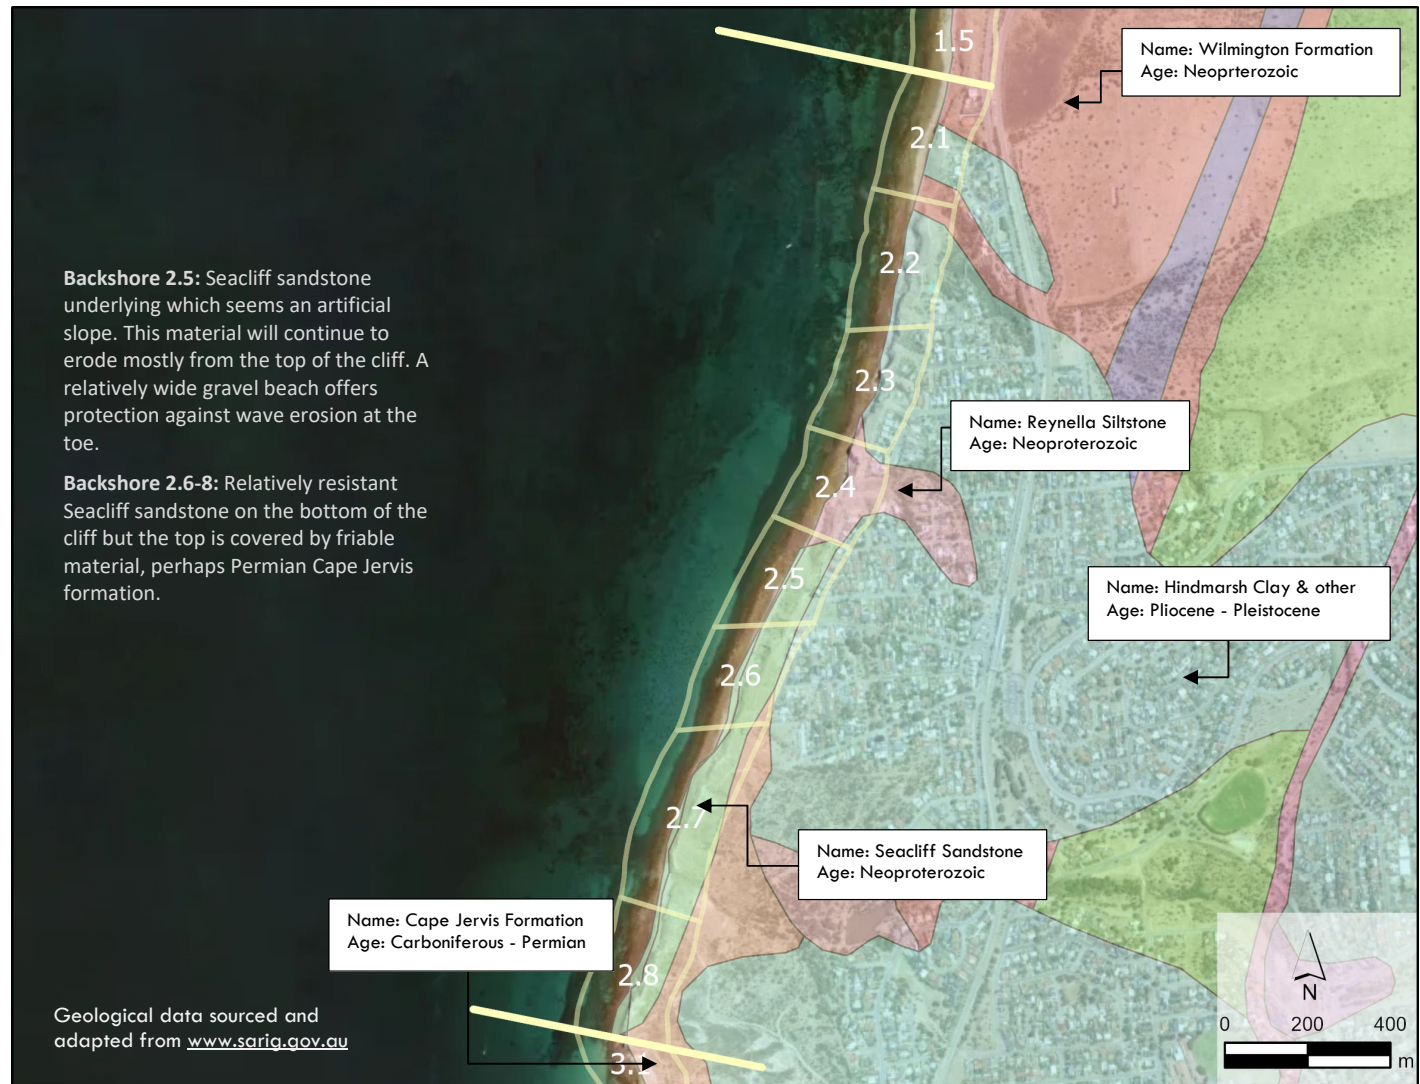 1.5
Name: Wilmington Formation
Age: Neoprterozoic
2.1
2.2
Backshore 2.5: Seacliff sandstone
underlying which seems an artificial
slope. This material will continue to
erode mostly from the top of the cliff. A
relatively wide gravel beach offers
protection against wave erosion at the
toe.
2.3
Name: Reynella Siltstone
Age: Neoproterozoic
Backshore 2.6-8: Relatively resistant
Seacliff sandstone on the bottom of the
cliff but the top is covered by friable
material, perhaps Permian Cape Jervis
formation.
2.4
2.5
Name: Hindmarsh Clay & other
Age: Pliocene - Pleistocene
2.6
2.7
Name: Seacliff Sandstone
Age: Neoproterozoic
Name: Cape Jervis Formation
Age: Carboniferous - Permian
2.8
N
0 200 400
m
Geological data sourced and
adapted from www.sarig.gov.au
3.1